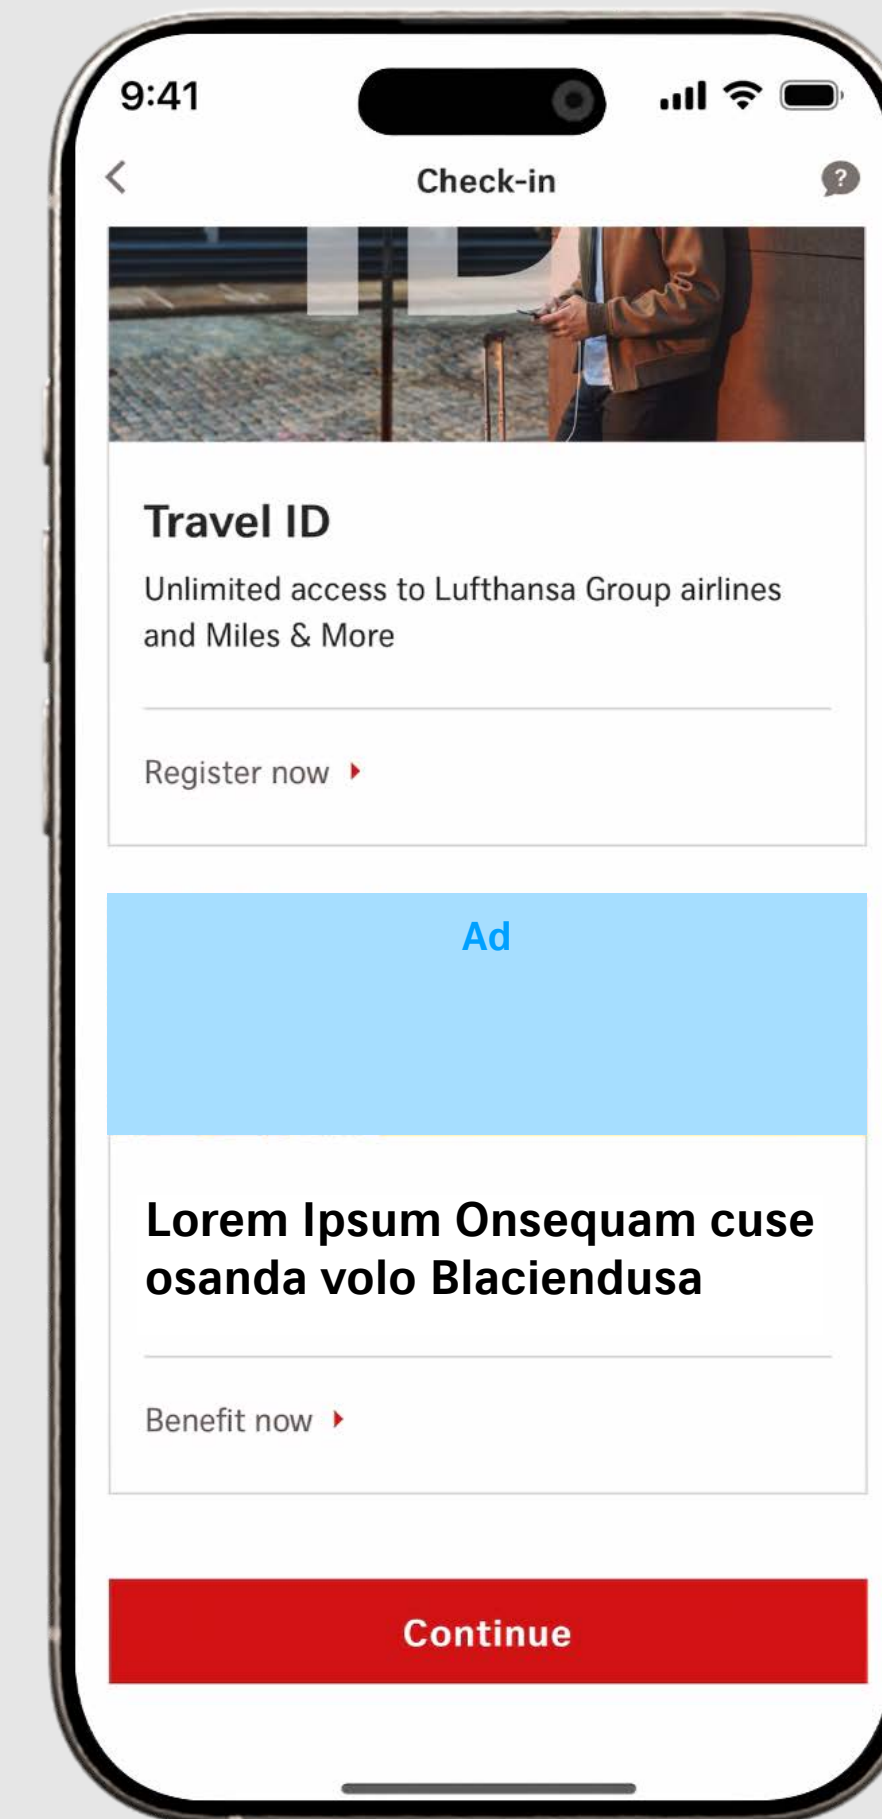 9:41
Check-in
?
ID
Travel ID
Unlimited access to Lufthansa Group airlines
and Miles & More
Register now
Ad
Lorem Ipsum Onsequam cuse
osanda volo Blaciendusa
Benefit now
Continue